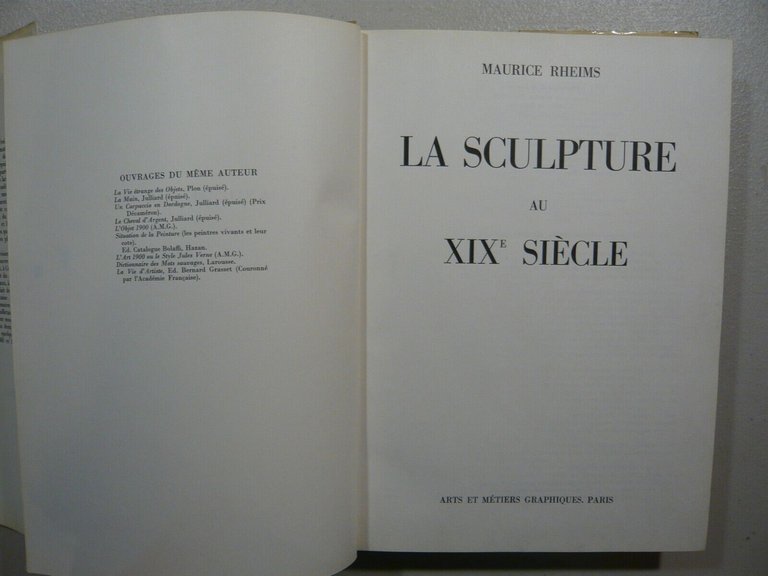 OUVRAGES DU MÊME AUTEUR
La Vie étrange des Objets, Plon (épuisé).
La Main, Julliard (épuisé).
Un Carpaccio en Dordogne, Julliard (épuisé) (Prix
Décaméron).
Le Cheval d'Argent, Julliard (épuisé).
L'Objet 1900 (A.M.G.).
Situation de la Peinture (les peintres vivants et leur
cote).
Ed. Catalogue Bolaffi, Hazan.
L'Art 1900 ou le Style Jules Verne (A.M.G.).
Dictionnaire des Mots sauvages, Larousse.
La Vie d'Artiste, Ed. Bernard Grasset (Couronné
par l'Académie Française).
MAURICE RHEIMS
LA SCULPTURE
AU
XIXE SIÈCLE
ARTS ET MÉTIERS GRAPHIQUES. PARIS